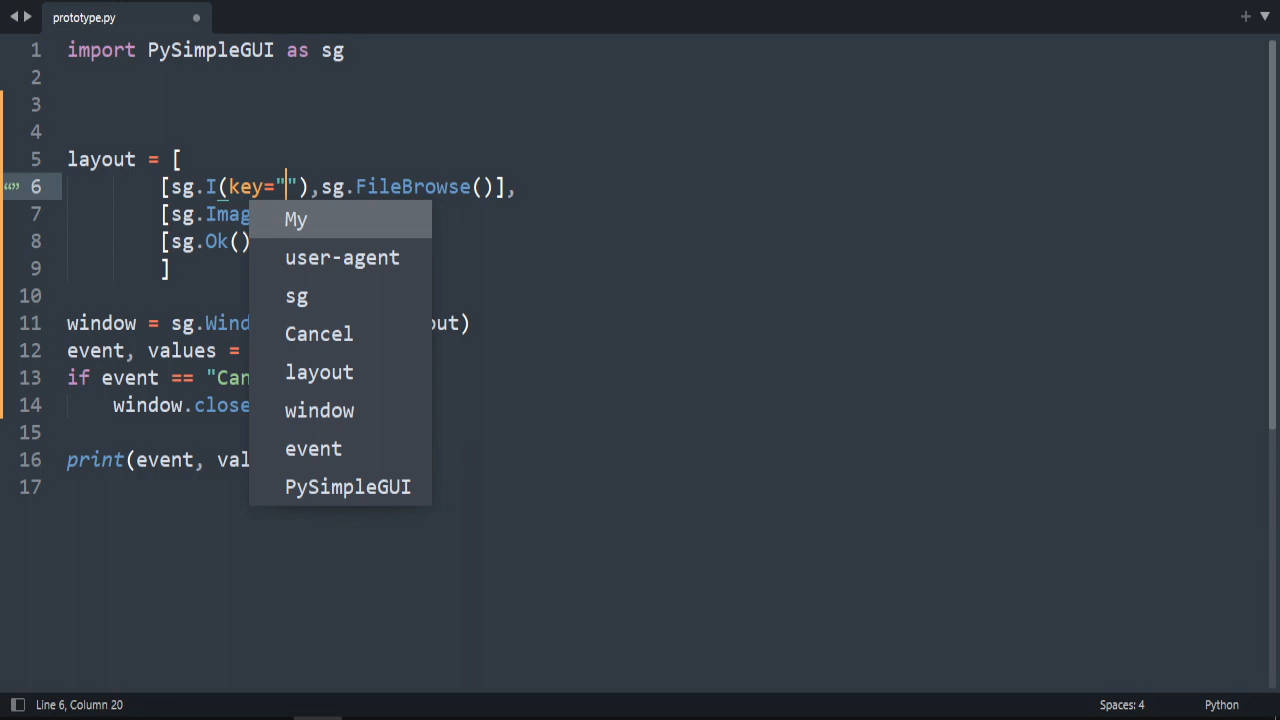 prototype.py
1 import PySimpleGUI as sg
2
3
4
5 layout = [
6 [sg.I(key=""),sg.FileBrowse()],
7 [sg.Imag
8 [sg.Ok()
9 ]
10
11 window = sg.Wind out)
12 event, values =
13 if event == "Can
14 window.close
15
16 print(event, val
17
My
user-agent
sg
Cancel
layout
window
event
PySimpleGUI
Line 6, Column 20
Spaces: 4
Python